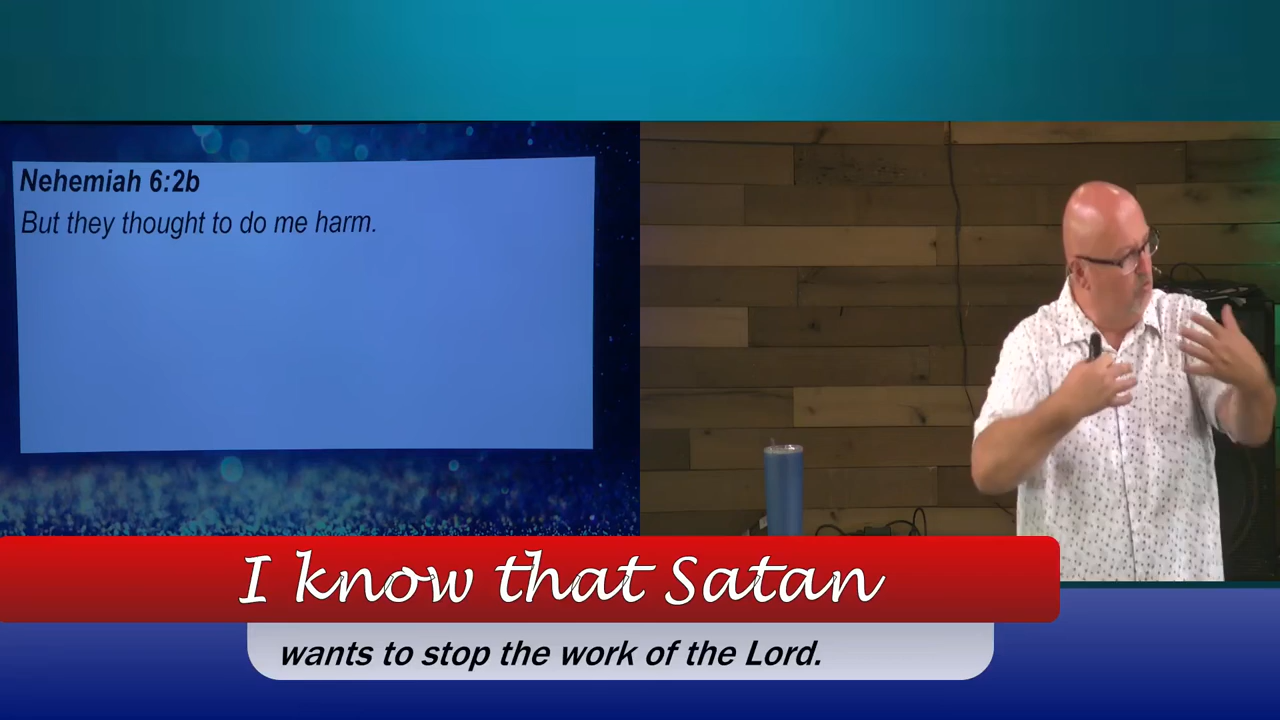 Nehemiah 6:2b
But they thought to do me harm.
I know that Satan
wants to stop the work of the Lord.